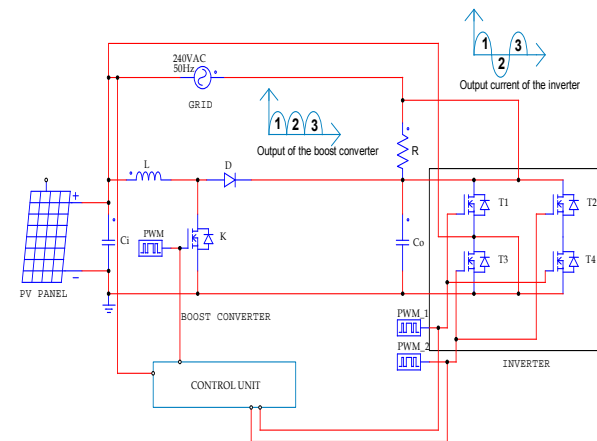 240VAC
50Hz
GRID
1 2 3
Output of the boost converter
1
2
3
Output current of the inverter
L
D
R
PWM
K
Ci
Co
+
−
PV PANEL
BOOST CONVERTER
T1
T2
T3
T4
PWM_1
PWM_2
INVERTER
CONTROL UNIT